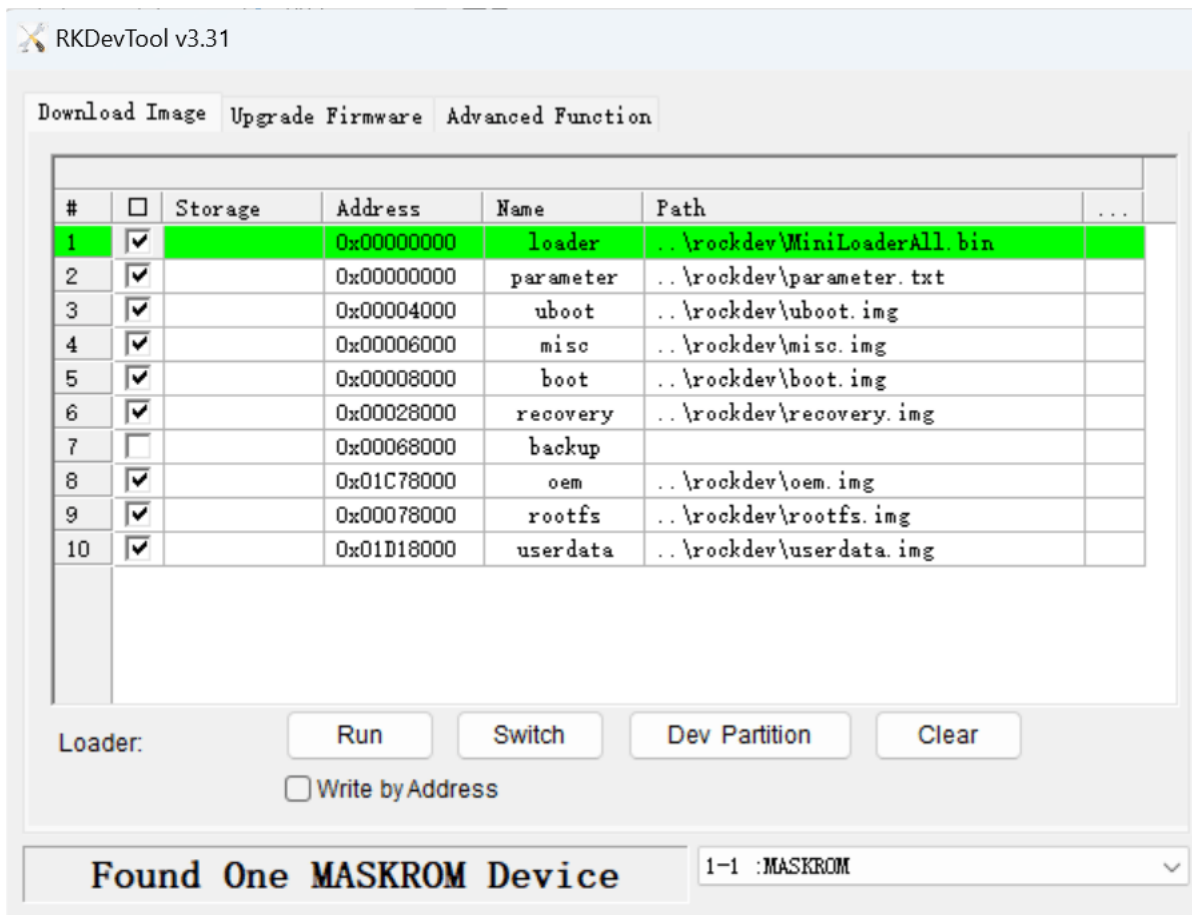 RKDevTool v3.31
Download Image Upgrade Firmware Advanced Function
# Storage Address Name Path ...
1 0x00000000 loader ..\rockdev\MiniLoaderAll.bin
2 0x00000000 parameter ..\rockdev\parameter.txt
3 0x00004000 uboot ..\rockdev\uboot.img
4 0x00006000 misc ..\rockdev\misc.img
5 0x00008000 boot ..\rockdev\boot.img
6 0x00028000 recovery ..\rockdev\recovery.img
7 0x00068000 backup
8 0x01C78000 oem ..\rockdev\oem.img
9 0x00078000 rootfs ..\rockdev\rootfs.img
10 0x01D18000 userdata ..\rockdev\userdata.img
Loader: Run Switch Dev Partition Clear
Write by Address
Found One MASKROM Device 1-1 :MASKROM